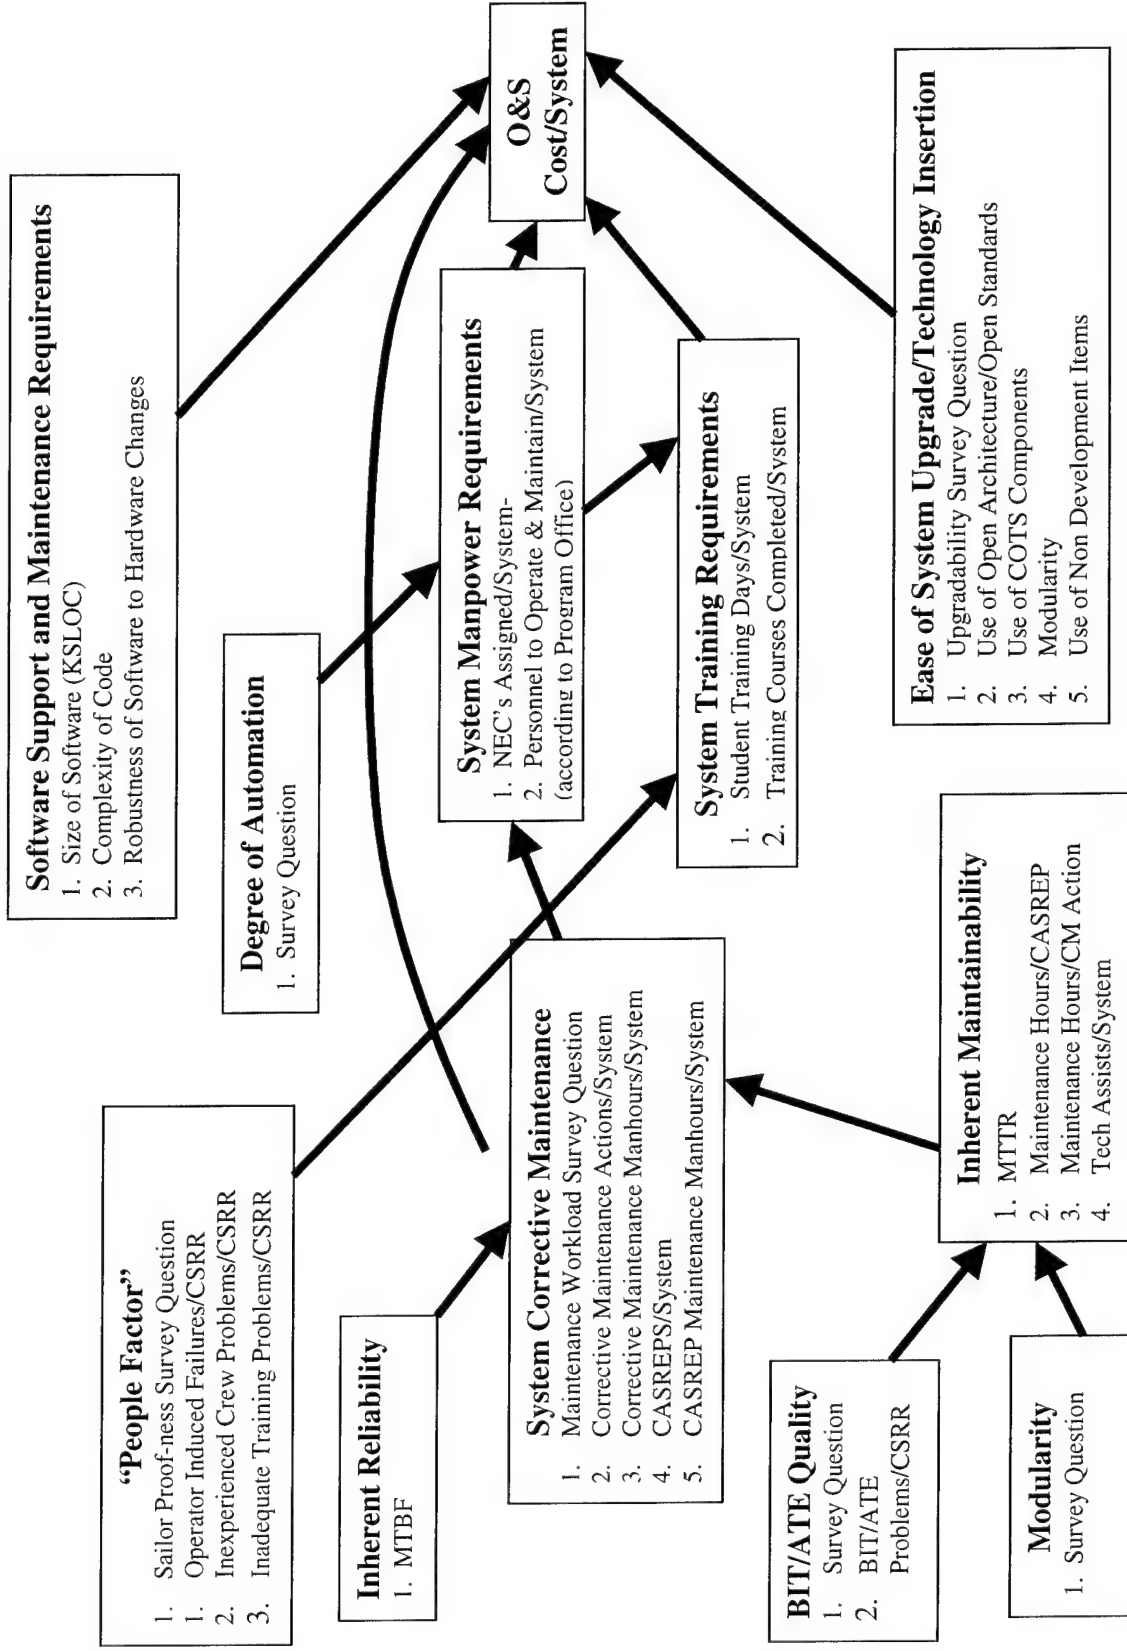 Software Support and Maintenance Requirements
1. Size of Software (KSLOC)
2. Complexity of Code
3. Robustness of Software to Hardware Changes
"People Factor"
1. Sailor Proof-ness Survey Question
1. Operator Induced Failures/CSRR
2. Inexperienced Crew Problems/CSRR
3. Inadequate Training Problems/CSRR
Degree of Automation
1. Survey Question
Inherent Reliability
1. MTBF
System Manpower Requirements
1. NEC's Assigned/System-
2. Personnel to Operate & Maintain/System
(according to Program Office)
O&S
Cost/System
System Corrective Maintenance
1. Maintenance Workload Survey Question
2. Corrective Maintenance Actions/System
3. Corrective Maintenance Manhours/System
4. CASREPS/System
5. CASREP Maintenance Manhours/System
System Training Requirements
1. Student Training Days/System
2. Training Courses Completed/System
BIT/ATE Quality
1. Survey Question
2. BIT/ATE
Problems/CSRR
Inherent Maintainability
1. MTTR
2. Maintenance Hours/CASREP
3. Maintenance Hours/CM Action
4. Tech Assists/System
Ease of System Upgrade/Technology Insertion
1. Upgradability Survey Question
2. Use of Open Architecture/Open Standards
3. Use of COTS Components
4. Modularity
5. Use of Non Development Items
Modularity
1. Survey Question